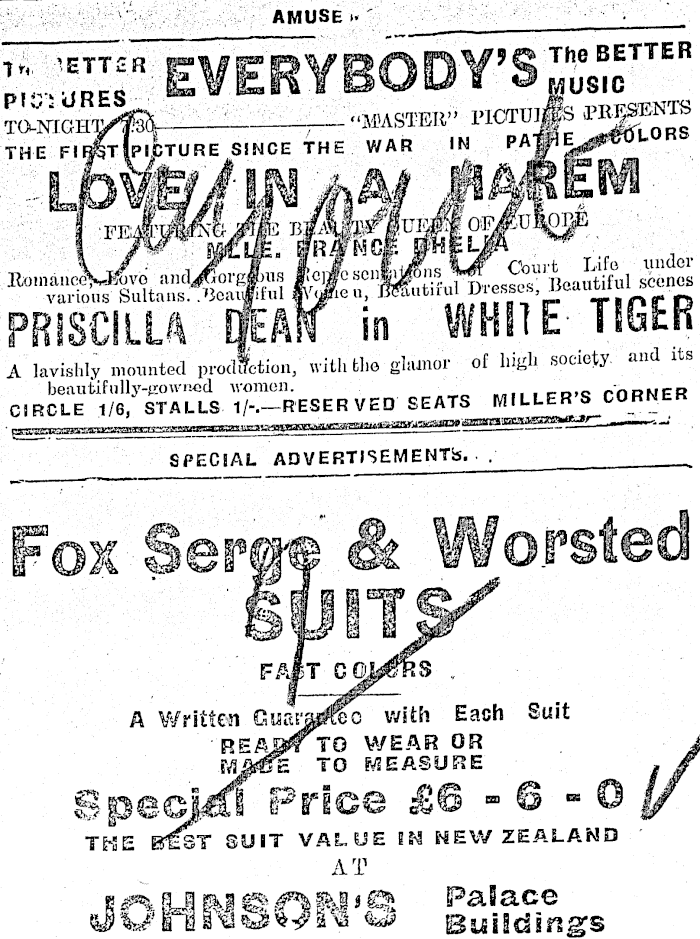 AMUSE
The BETTER PICTURES EVERYBODY'S The BETTER MUSIC
TO-NIGHT 7.30 "MASTER" PICTURES PRESENTS
THE FIRST PICTURE SINCE THE WAR IN PATHE COLORS
LOVE IN A HAREM
FEATURING THE BEAUTY QUEEN OF EUROPE
MLLE. FRANCE DHELIA
Romance, Love and Gorgeous Representations of Court Life under
various Sultans. Beautiful Women, Beautiful Dresses, Beautiful scenes
PRISCILLA DEAN in WHITE TIGER
A lavishly mounted production, with the glamor of high society and its
beautifully-gowned women.
CIRCLE 1/6, STALLS 1/-.—RESERVED SEATS MILLER'S CORNER
SPECIAL ADVERTISEMENTS.
Fox Serge & Worsted
SUITS
FAST COLORS
A Written Guarantee with Each Suit
READY TO WEAR OR
MADE TO MEASURE
Special Price £6 - 6 - 0
THE BEST SUIT VALUE IN NEW ZEALAND
AT
JOHNSON'S Palace Buildings